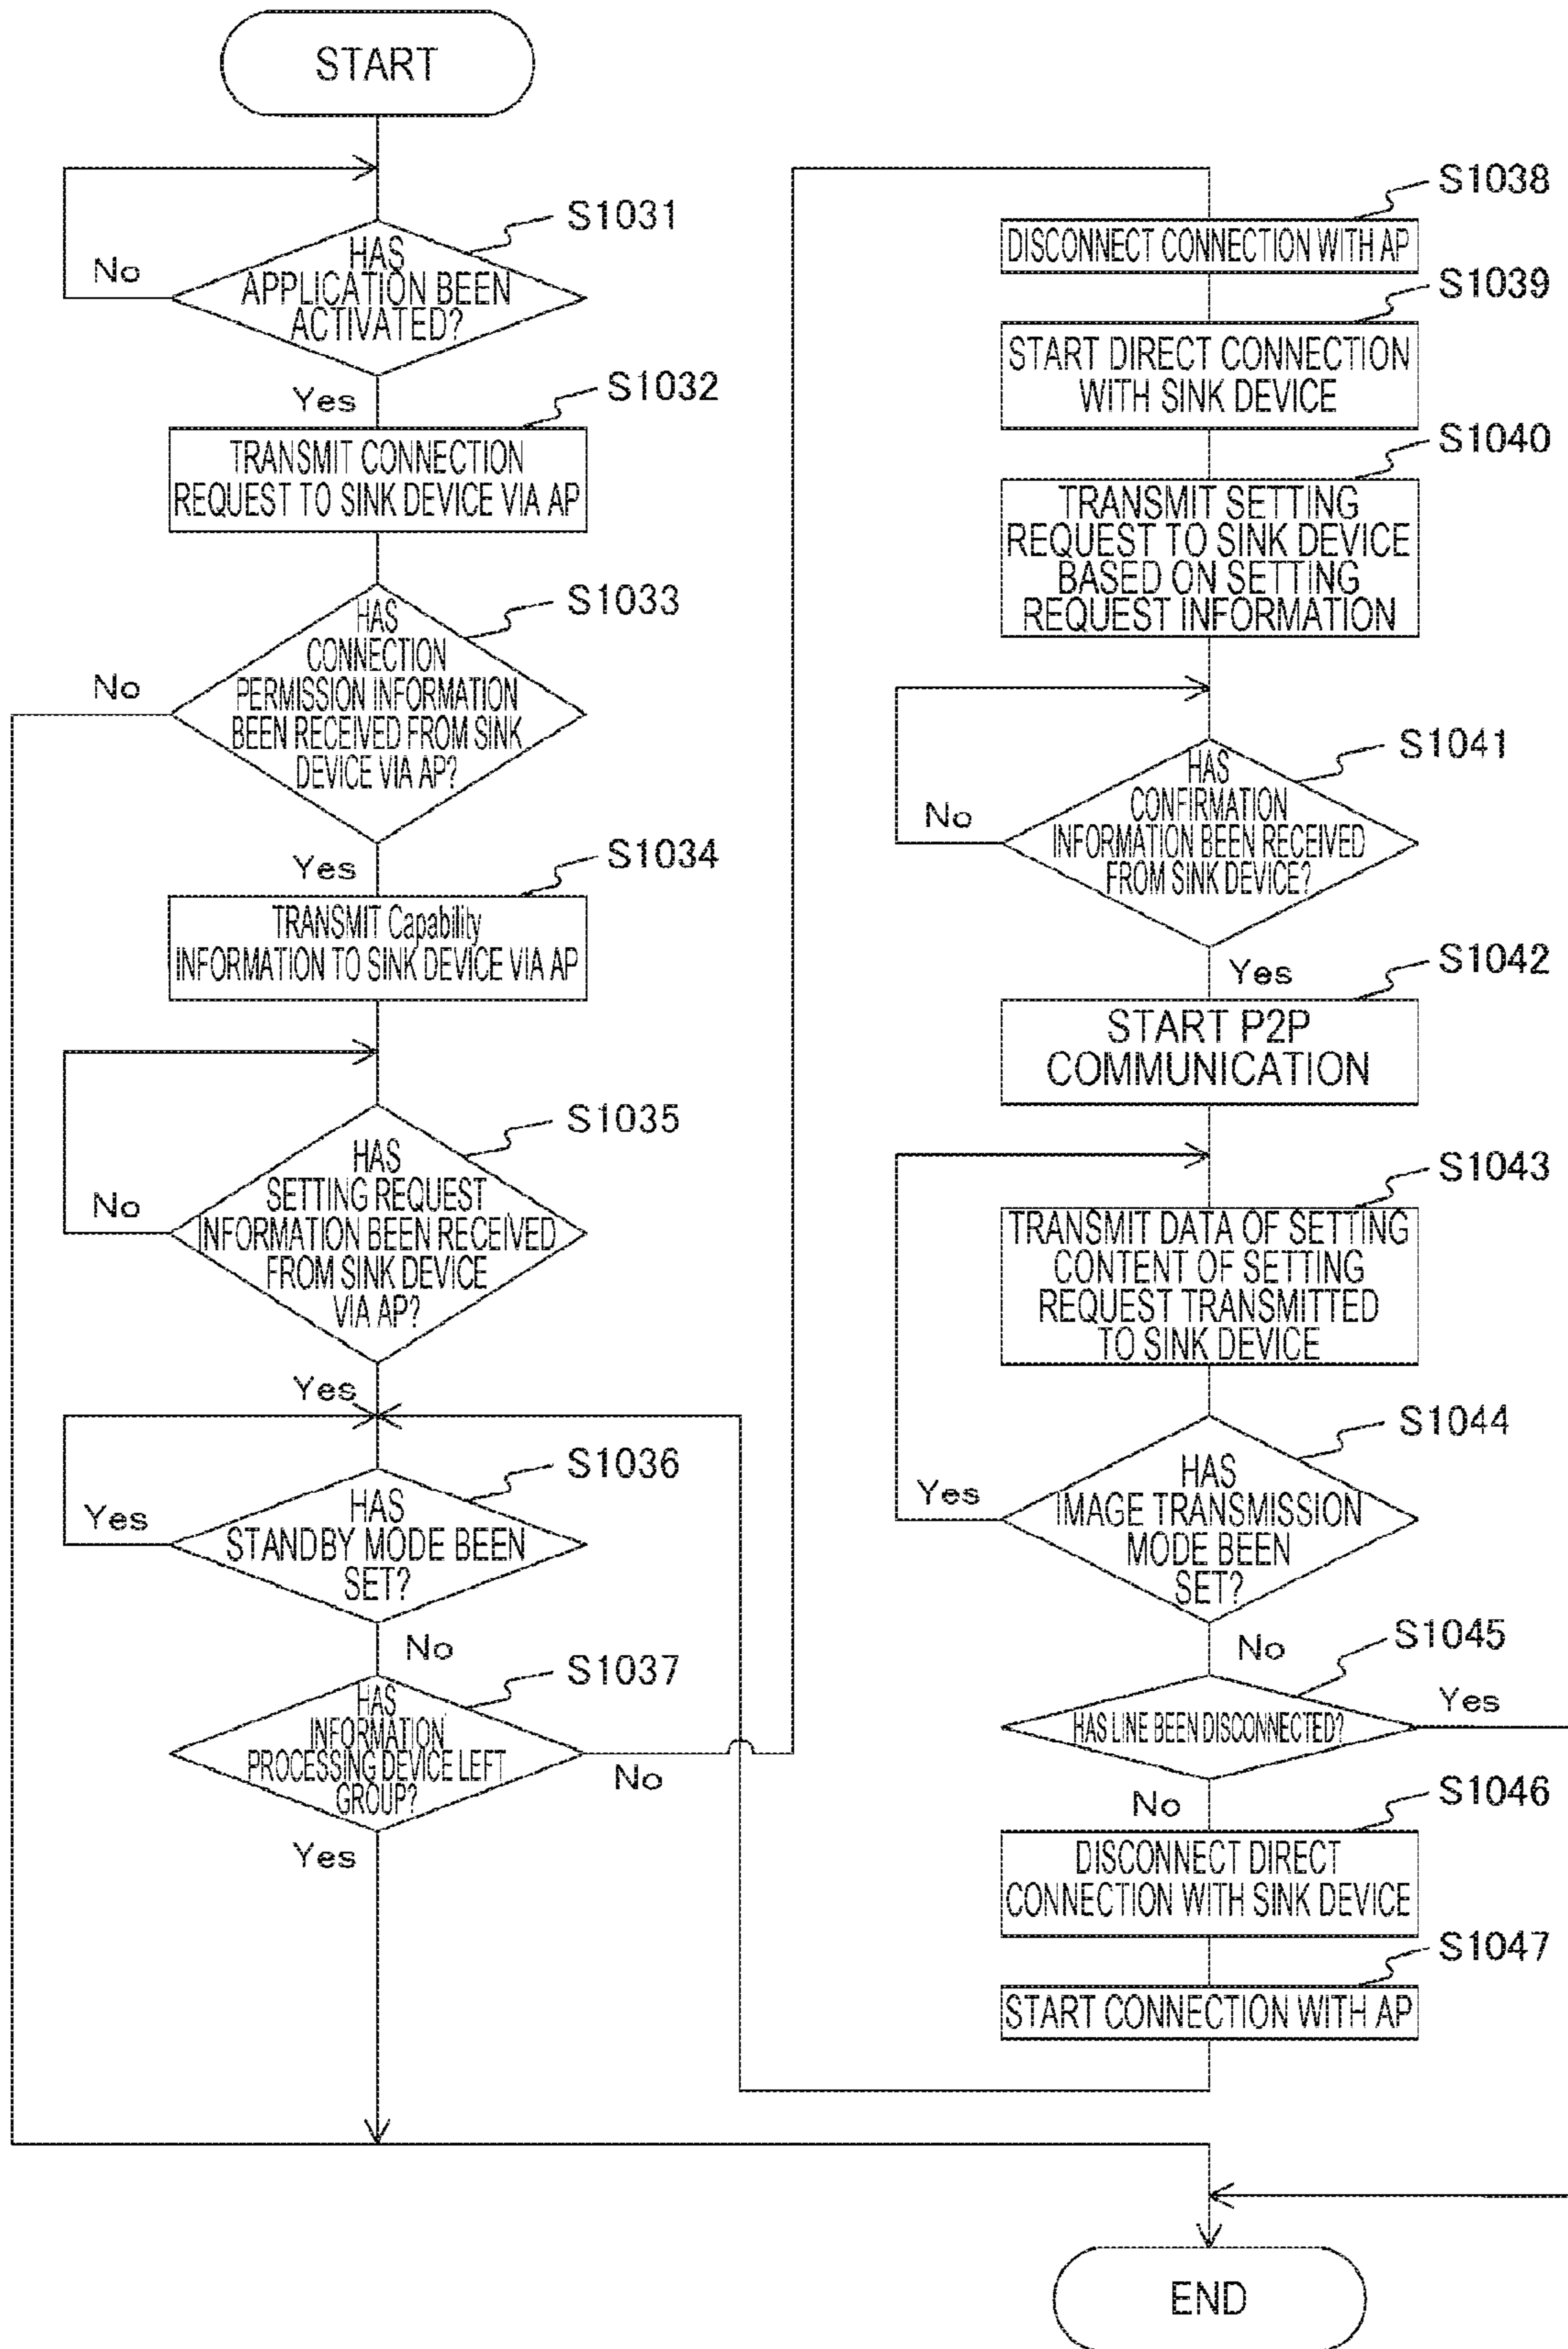 START
S1031
HAS
APPLICATION BEEN
ACTIVATED?
No
Yes
S1032
TRANSMIT CONNECTION
REQUEST TO SINK DEVICE VIA AP
S1033
HAS
CONNECTION
PERMISSION INFORMATION
BEEN RECEIVED FROM SINK
DEVICE VIA AP?
No
Yes
S1034
TRANSMIT Capability
INFORMATION TO SINK DEVICE VIA AP
S1035
HAS
SETTING REQUEST
INFORMATION BEEN RECEIVED
FROM SINK DEVICE
VIA AP?
No
Yes
S1036
HAS
STANDBY MODE BEEN
SET?
Yes
No
S1037
HAS
INFORMATION
PROCESSING DEVICE LEFT
GROUP?
No
Yes
S1038
DISCONNECT CONNECTION WITH AP
S1039
START DIRECT CONNECTION
WITH SINK DEVICE
S1040
TRANSMIT SETTING
REQUEST TO SINK DEVICE
BASED ON SETTING
REQUEST INFORMATION
S1041
HAS
CONFIRMATION
INFORMATION BEEN RECEIVED
FROM SINK DEVICE?
No
Yes
S1042
START P2P
COMMUNICATION
S1043
TRANSMIT DATA OF SETTING
CONTENT OF SETTING
REQUEST TRANSMITTED
TO SINK DEVICE
S1044
HAS
IMAGE TRANSMISSION
MODE BEEN
SET?
Yes
No
S1045
HAS LINE BEEN DISCONNECTED?
Yes
No
S1046
DISCONNECT DIRECT
CONNECTION WITH SINK DEVICE
S1047
START CONNECTION WITH AP
END